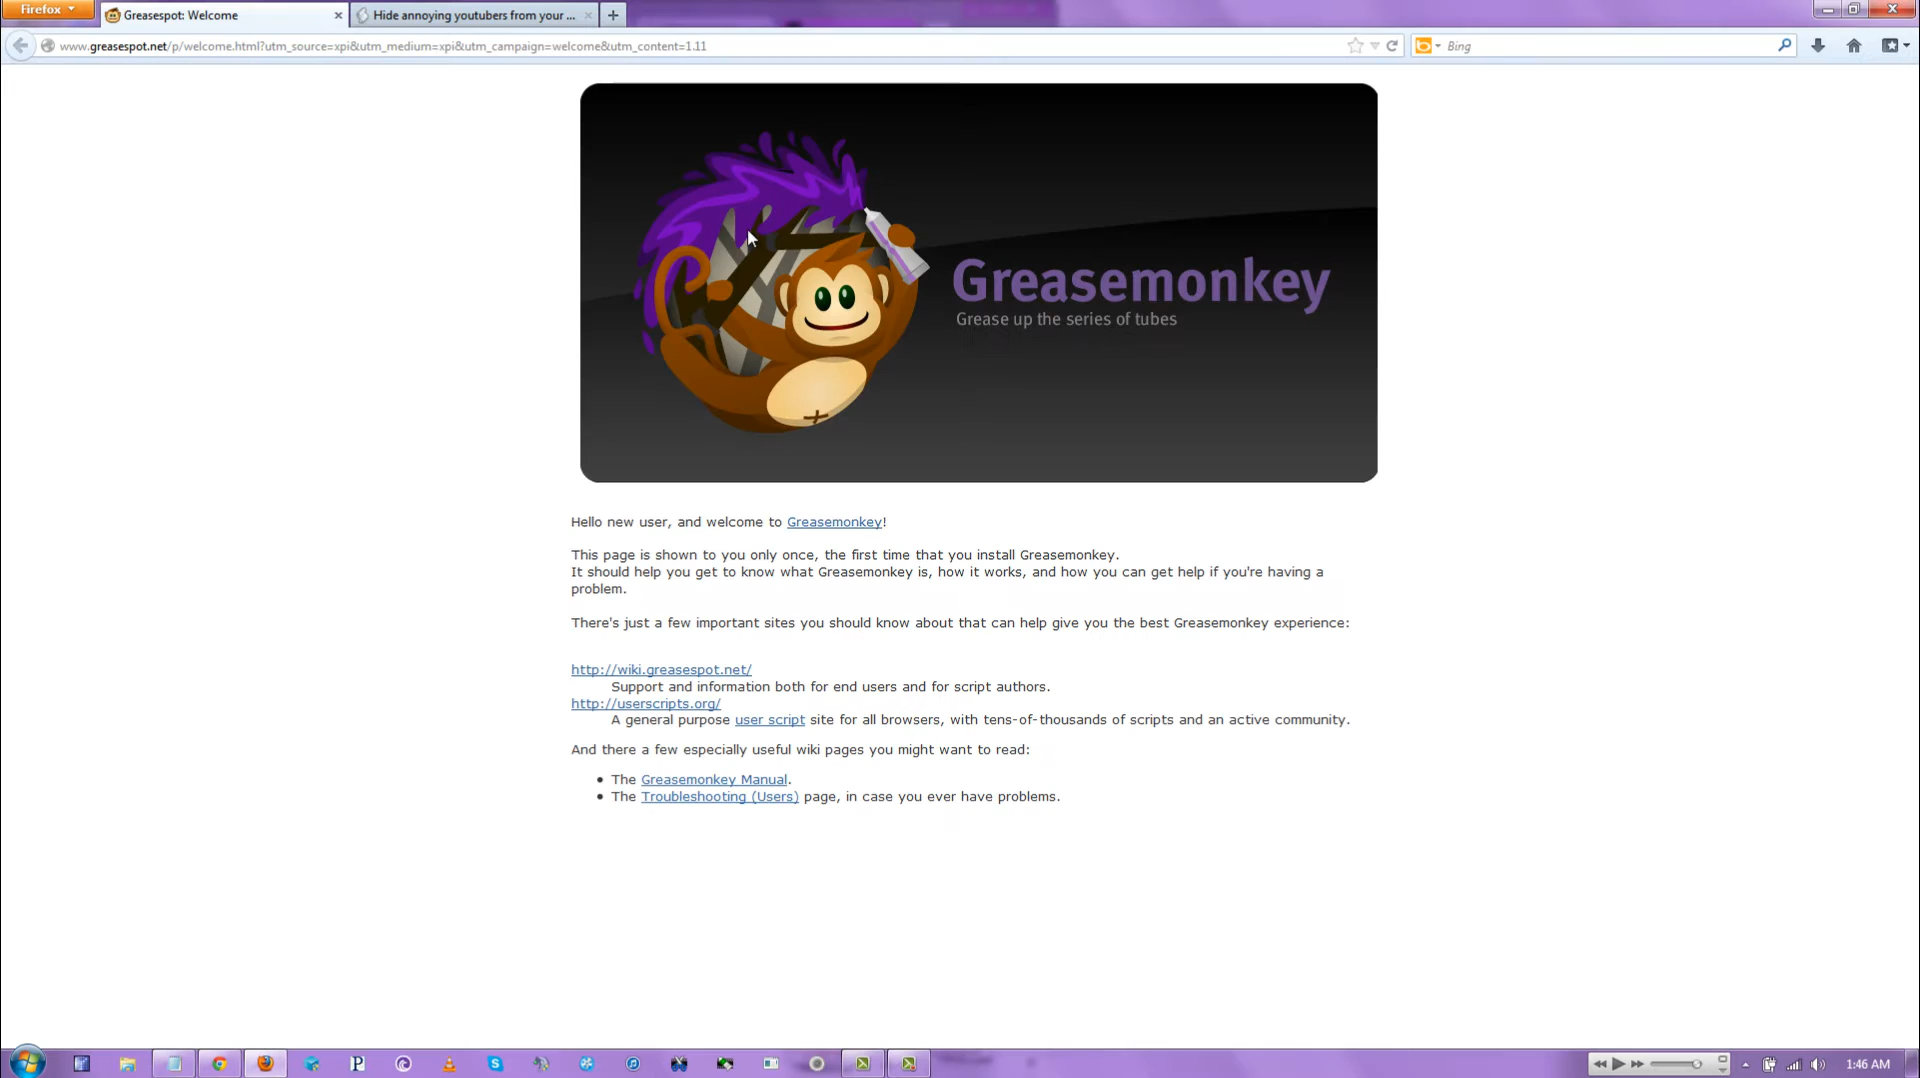 Firefox
Greasespot: Welcome
Hide annoying youtubers from your ...
www.greasespot.net/p/welcome.html?utm_source=xpi&utm_medium=xpi&utm_campaign=welcome&utm_content=1.11
Bing
Greasemonkey
Grease up the series of tubes
Hello new user, and welcome to Greasemonkey!
This page is shown to you only once, the first time that you install Greasemonkey.
It should help you get to know what Greasemonkey is, how it works, and how you can get help if you're having a
problem.
There's just a few important sites you should know about that can help give you the best Greasemonkey experience:
http://wiki.greasespot.net/
Support and information both for end users and for script authors.
http://userscripts.org/
A general purpose user script site for all browsers, with tens-of-thousands of scripts and an active community.
And there a few especially useful wiki pages you might want to read:
• The Greasemonkey Manual.
• The Troubleshooting (Users) page, in case you ever have problems.
1:46 AM